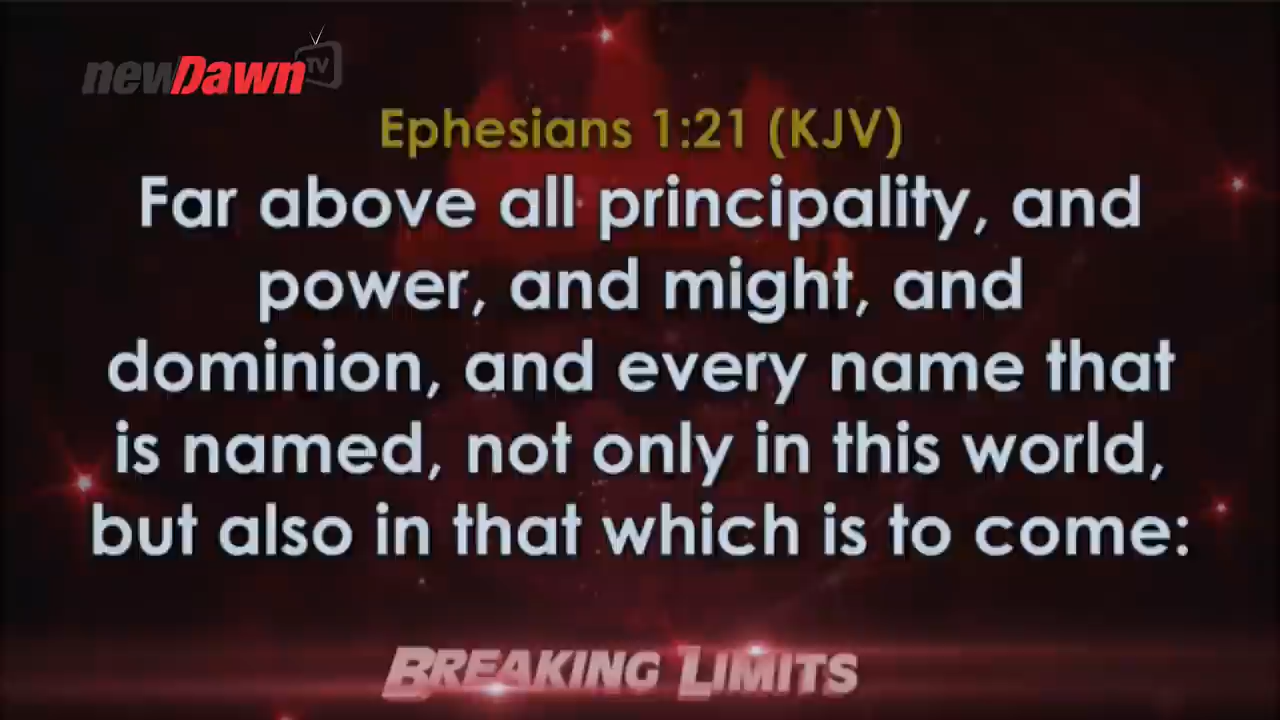 newDawn TV
Ephesians 1:21 (KJV)
Far above all principality, and
power, and might, and
dominion, and every name that
is named, not only in this world,
but also in that which is to come:
BREAKING LIMITS